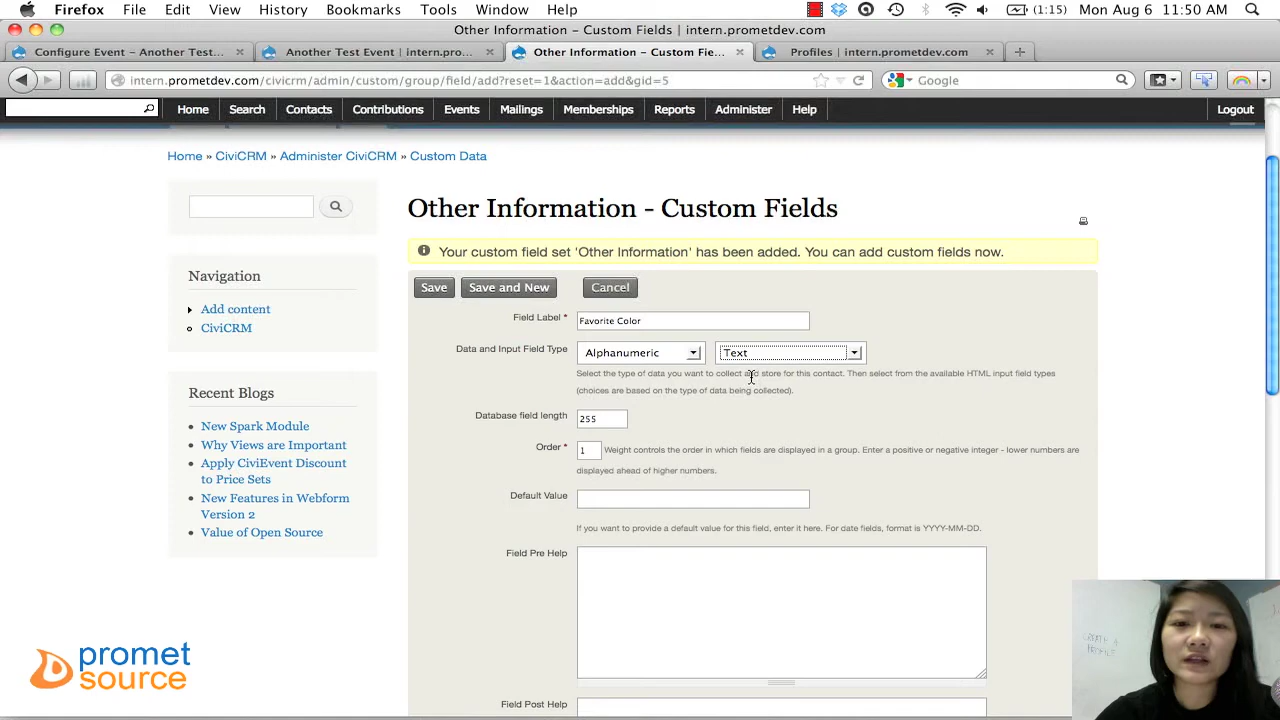 Firefox File Edit View History Bookmarks Tools Window Help (1:15) Mon Aug 6 11:50 AM
Other Information - Custom Fields | intern.prometdev.com
Configure Event – Another Test... Another Test Event | intern.pro... Other Information – Custom Fie... Profiles | intern.prometdev.com
intern.prometdev.com/civicrm/admin/custom/group/field/add?reset=1&action=add&gid=5 Google
Home Search Contacts Contributions Events Mailings Memberships Reports Administer Help Logout
Home » CiviCRM » Administer CiviCRM » Custom Data
Other Information - Custom Fields
Your custom field set 'Other Information' has been added. You can add custom fields now.
Navigation
Add content
CiviCRM
Recent Blogs
New Spark Module
Why Views are Important
Apply CiviEvent Discount
to Price Sets
New Features in Webform
Version 2
Value of Open Source
Save Save and New Cancel
Field Label * Favorite Color
Data and Input Field Type Alphanumeric Text
Select the type of data you want to collect and store for this contact. Then select from the available HTML input field types
(choices are based on the type of data being collected).
Database field length 255
Order * 1 Weight controls the order in which fields are displayed in a group. Enter a positive or negative integer - lower numbers are
displayed ahead of higher numbers.
Default Value
If you want to provide a default value for this field, enter it here. For date fields, format is YYYY-MM-DD.
Field Pre Help
Field Post Help
promet
source
CREATE A
PROFILE